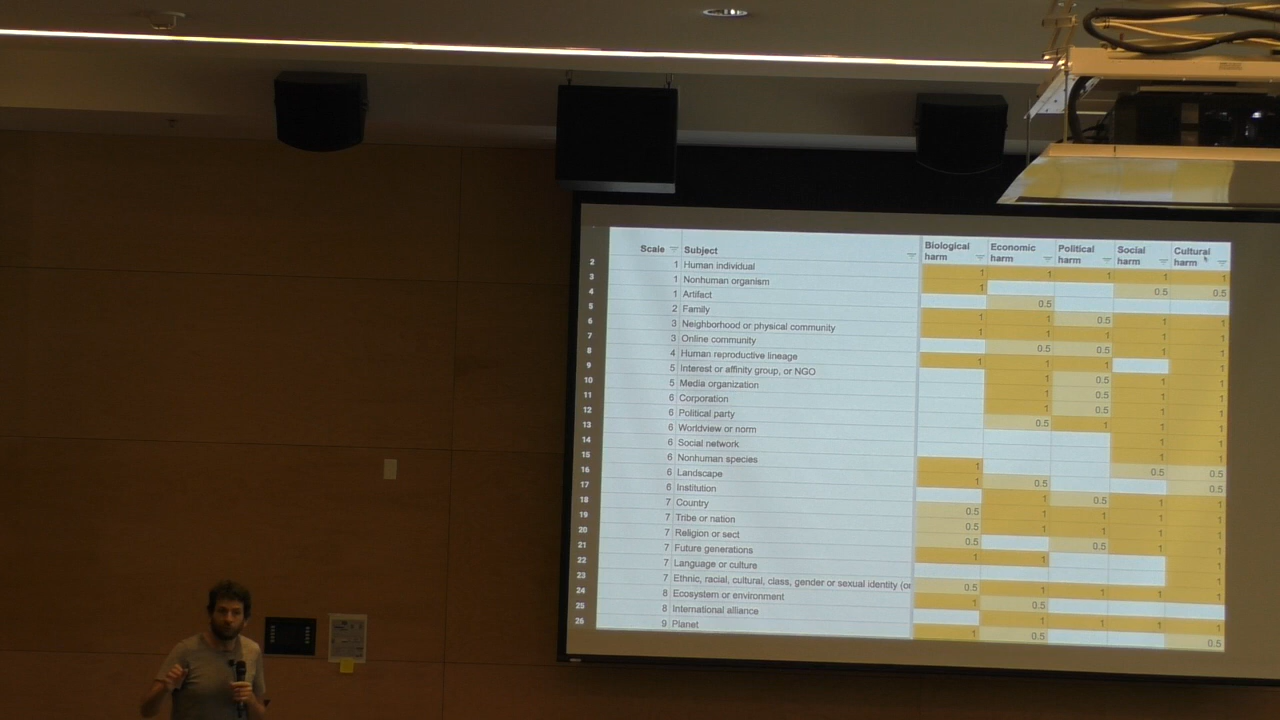 Scale Subject Biological harm Economic harm Political harm Social harm Cultural harm
2 1 Human individual 1 1 1 1 1
3 1 Nonhuman organism 1 0.5 0.5
4 1 Artifact 0.5
5 2 Family 1 1 0.5 1 1
6 3 Neighborhood or physical community 1 1 1 1 1
7 3 Online community 0.5 0.5 1 1
8 4 Human reproductive lineage 1 1 1 1
9 5 Interest or affinity group, or NGO 1 0.5 1 1
10 5 Media organization 1 0.5 1 1
11 6 Corporation 1 0.5 1 1
12 6 Political party 0.5 1 1 1
13 6 Worldview or norm 1 1
14 6 Social network 1 1
15 6 Nonhuman species 1 0.5 0.5
16 6 Landscape 1 0.5 0.5
17 6 Institution 1 0.5 1 1
18 7 Country 0.5 1 1 1 1
19 7 Tribe or nation 0.5 1 1 1 1
20 7 Religion or sect 0.5 0.5 1 1
21 7 Future generations 1 1 1
22 7 Language or culture 1
23 7 Ethnic, racial, cultural, class, gender or sexual identity (or 0.5 1 1 1 1
24 8 Ecosystem or environment 1 0.5
25 8 International alliance 1 1 1 1
26 9 Planet 1 0.5 0.5